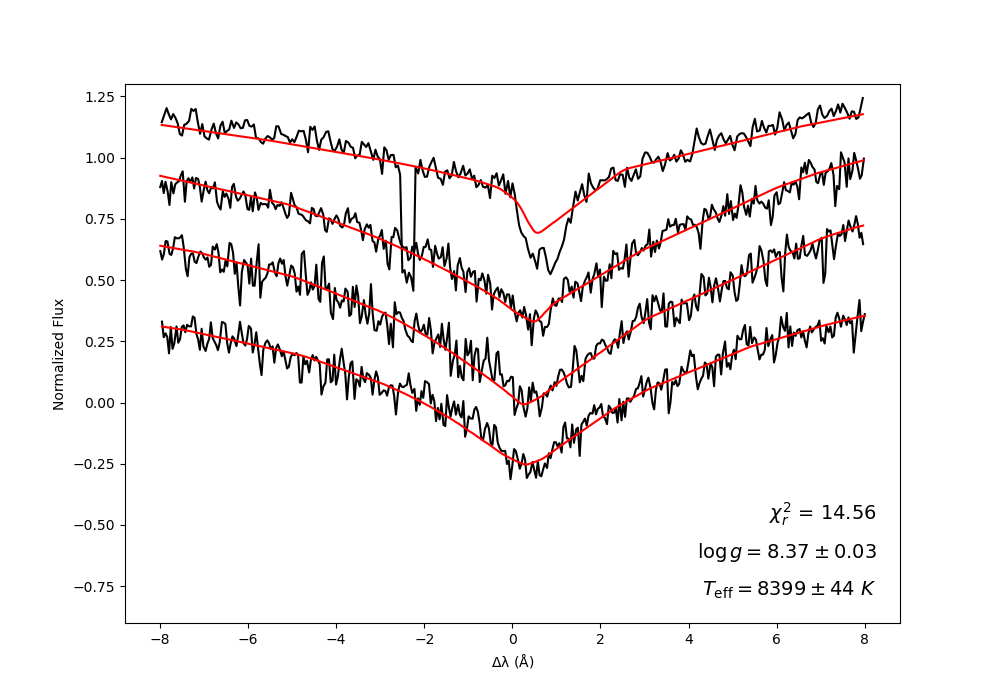 1.25
1.00
0.75
0.50
0.25
0.00
−0.25
−0.50
−0.75
Normalized Flux
χ²ᵣ = 14.56
log g = 8.37 ± 0.03
T_eff = 8399 ± 44 K
−8 −6 −4 −2 0 2 4 6 8
Δλ (Å)